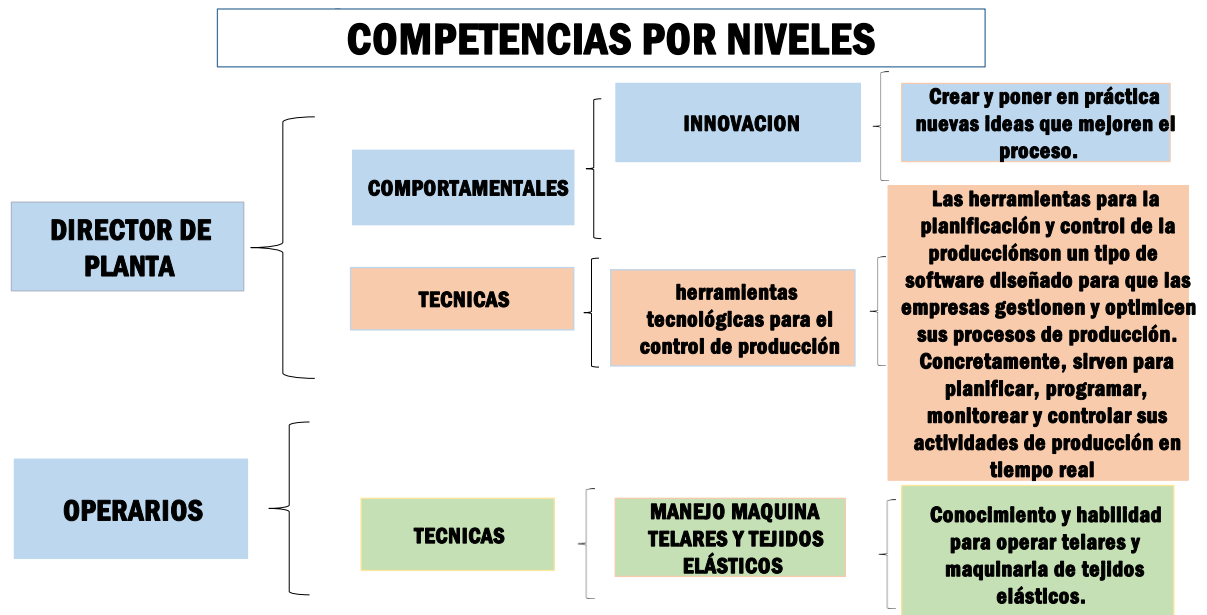 COMPETENCIAS POR NIVELES
DIRECTOR DE
PLANTA
COMPORTAMENTALES
INNOVACION
Crear y poner en práctica
nuevas ideas que mejoren el
proceso.
TECNICAS
herramientas
tecnológicas para el
control de producción
Las herramientas para la
planificación y control de la
producciónson un tipo de
software diseñado para que las
empresas gestionen y optimicen
sus procesos de producción.
Concretamente, sirven para
planificar, programar,
monitorear y controlar sus
actividades de producción en
tiempo real
OPERARIOS
TECNICAS
MANEJO MAQUINA
TELARES Y TEJIDOS
ELÁSTICOS
Conocimiento y habilidad
para operar telares y
maquinaria de tejidos
elásticos.